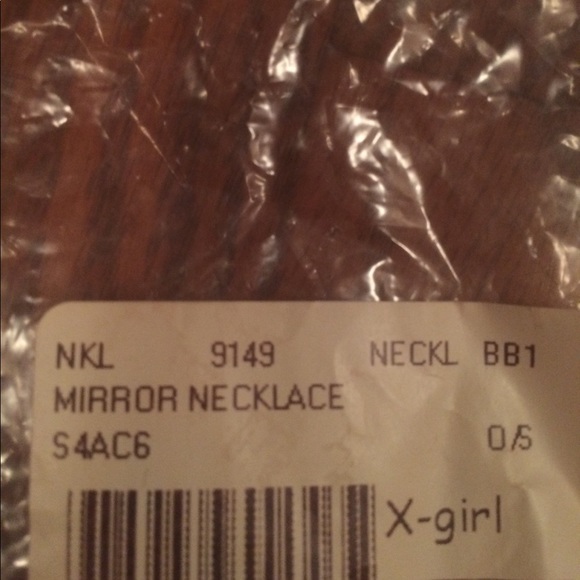 NKL 9149 NECKL BB1
MIRROR NECKLACE
S4AC6 O/S
X-girl